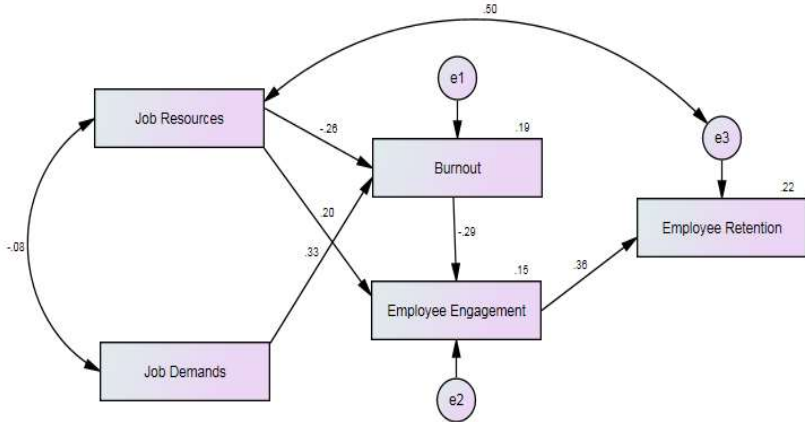 .50
e1
Job Resources
-.26
.19
e3
Burnout
.22
.20
Employee Retention
-.29
-.08
.33
.15
.36
Employee Engagement
Job Demands
e2